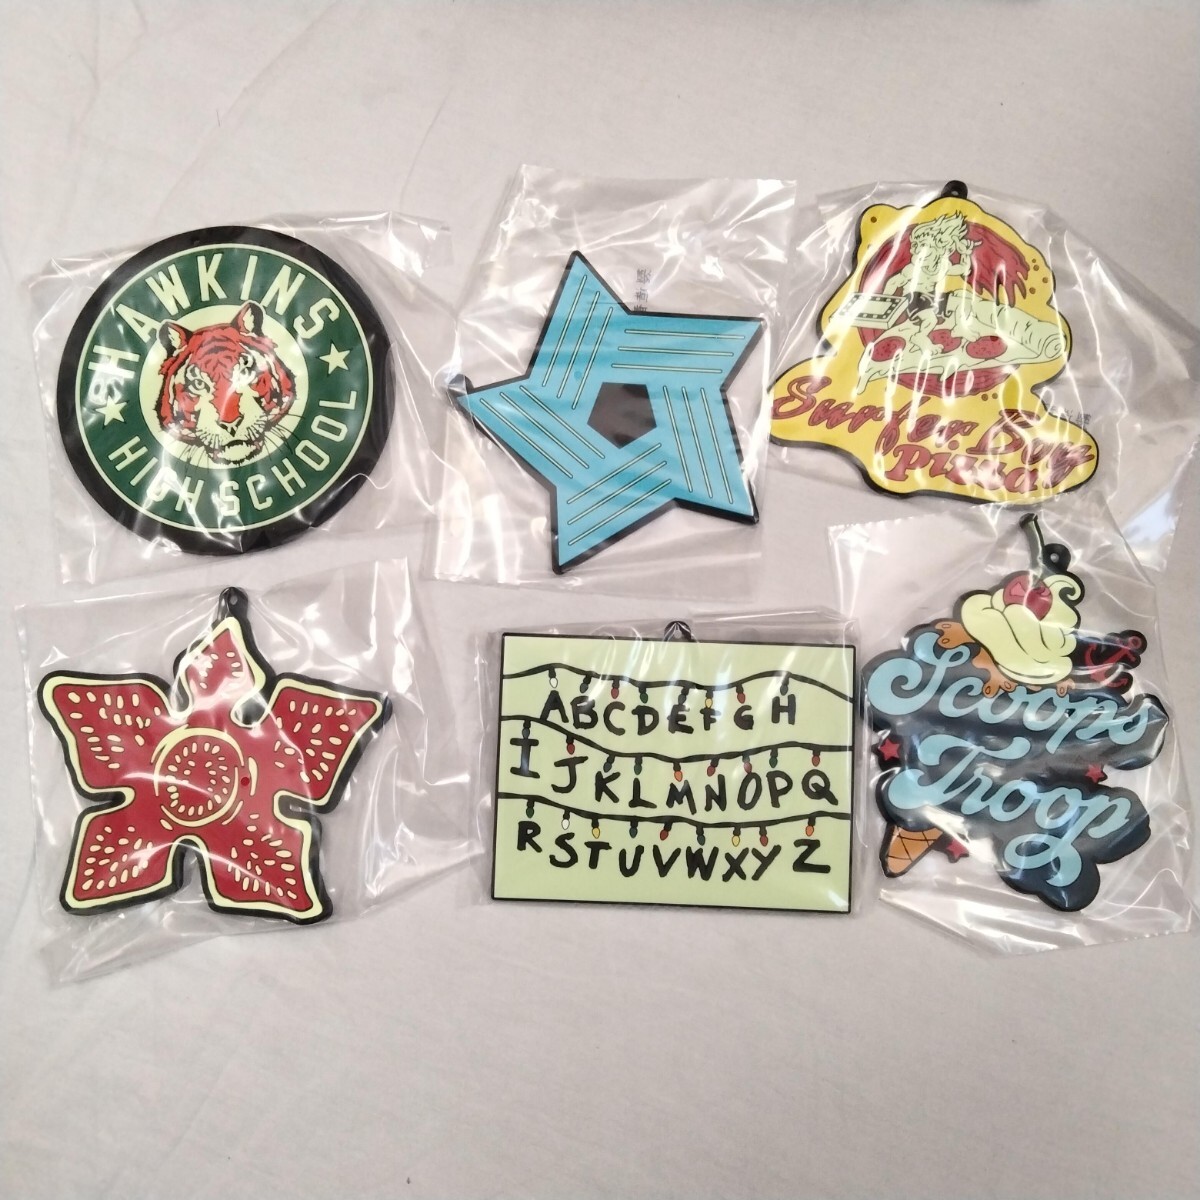 HAWKINS
HIGH SCHOOL
Surfer Boy
Pizza
ABCDEFGH
IJKLMNOPQ
RSTUVWXYZ
Scoops
Troop